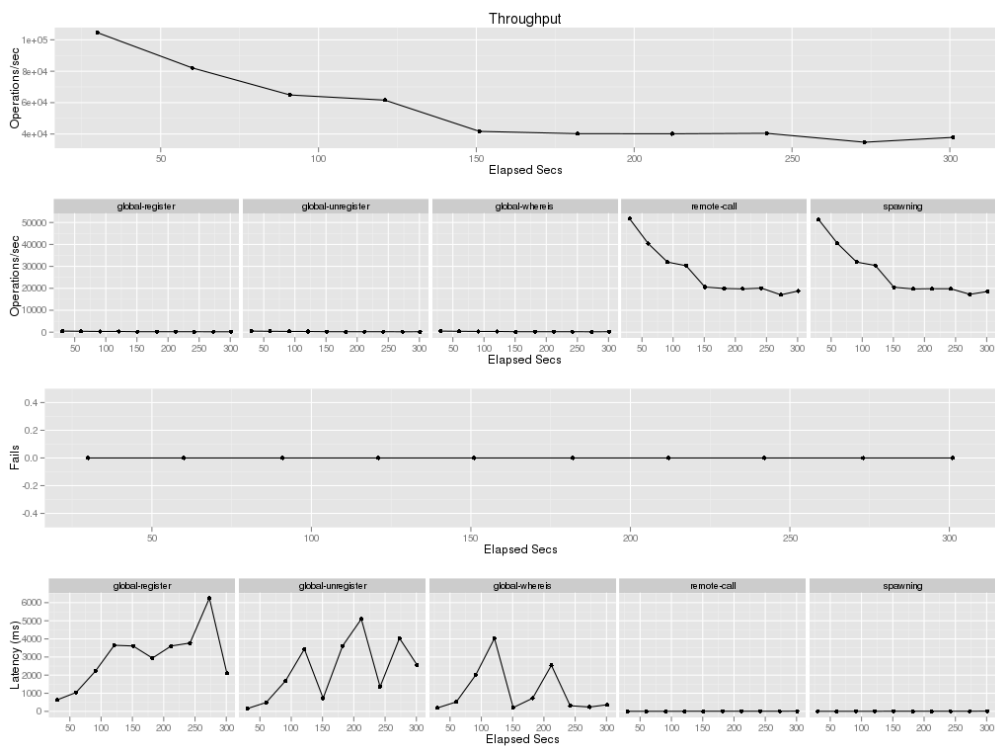 Throughput
Operations/sec
1e+05
8e+04
6e+04
4e+04
50 100 150 200 250 300
Elapsed Secs
global-register global-unregister global-whereis remote-call spawning
Operations/sec
50000
40000
30000
20000
10000
0
50 100 150 200 250 300 50 100 150 200 250 300 50 100 150 200 250 300 50 100 150 200 250 300 50 100 150 200 250 300
Elapsed Secs
Fails
0.4
0.2
0.0
-0.2
-0.4
50 100 150 200 250 300
Elapsed Secs
global-register global-unregister global-whereis remote-call spawning
Latency (ms)
6000
5000
4000
3000
2000
1000
0
50 100 150 200 250 300 50 100 150 200 250 300 50 100 150 200 250 300 50 100 150 200 250 300 50 100 150 200 250 300
Elapsed Secs